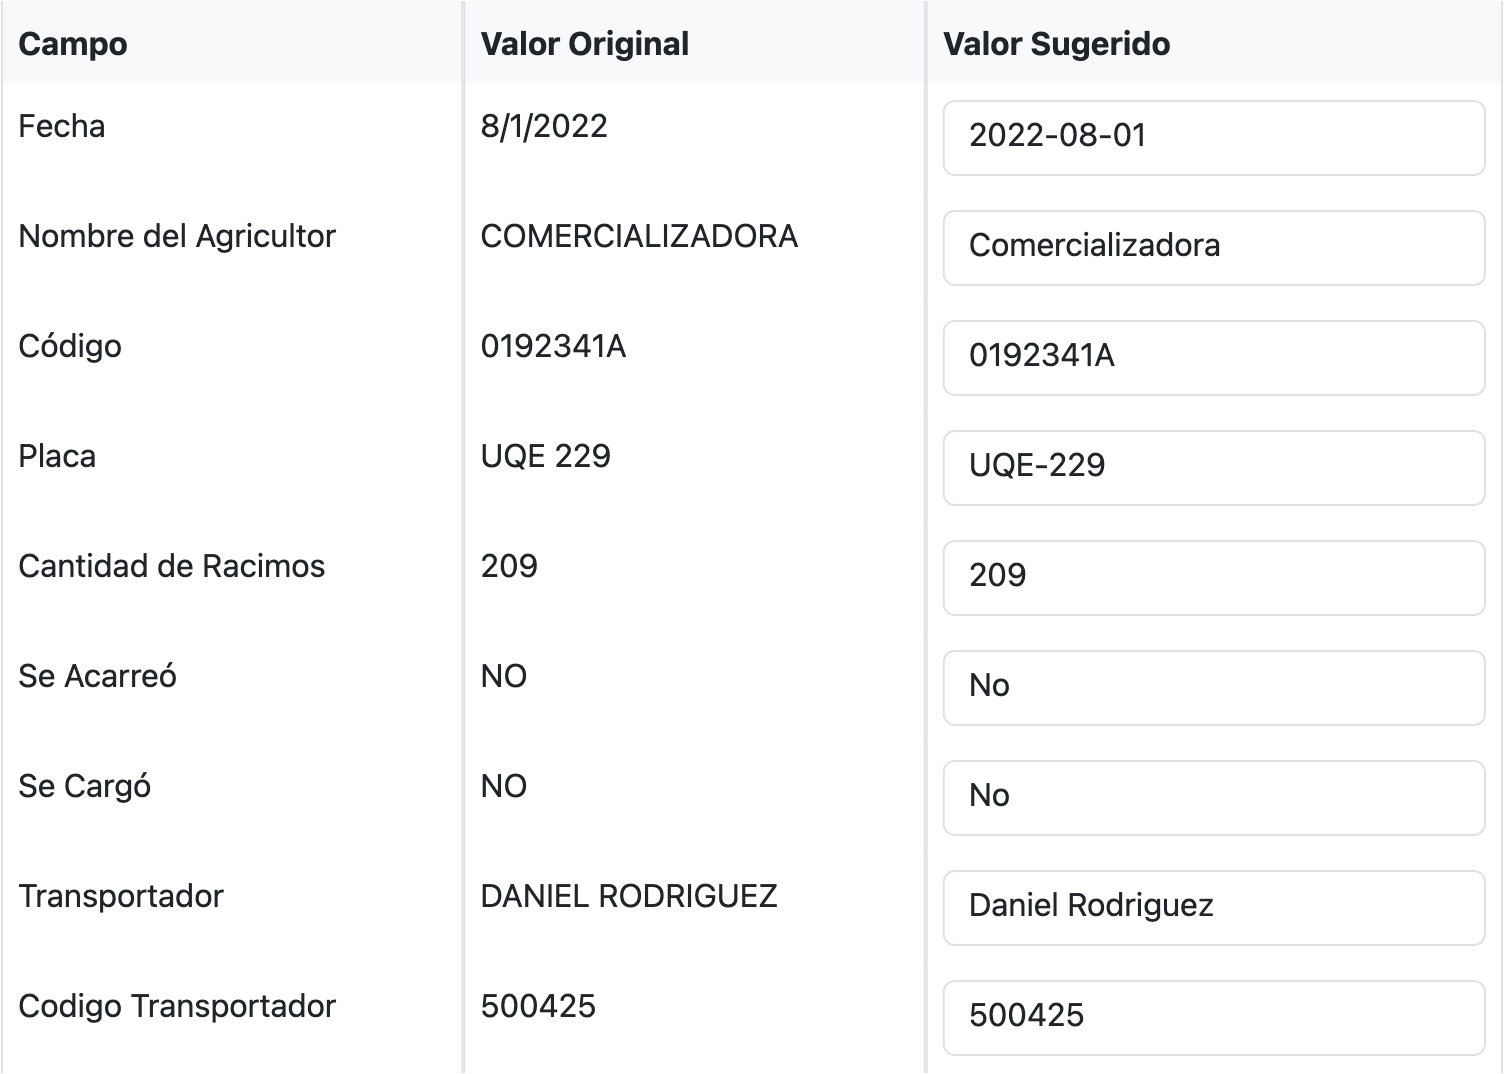 Campo Valor Original Valor Sugerido
Fecha 8/1/2022 2022-08-01
Nombre del Agricultor COMERCIALIZADORA Comercializadora
Código 0192341A 0192341A
Placa UQE 229 UQE-229
Cantidad de Racimos 209 209
Se Acarreó NO No
Se Cargó NO No
Transportador DANIEL RODRIGUEZ Daniel Rodriguez
Codigo Transportador 500425 500425